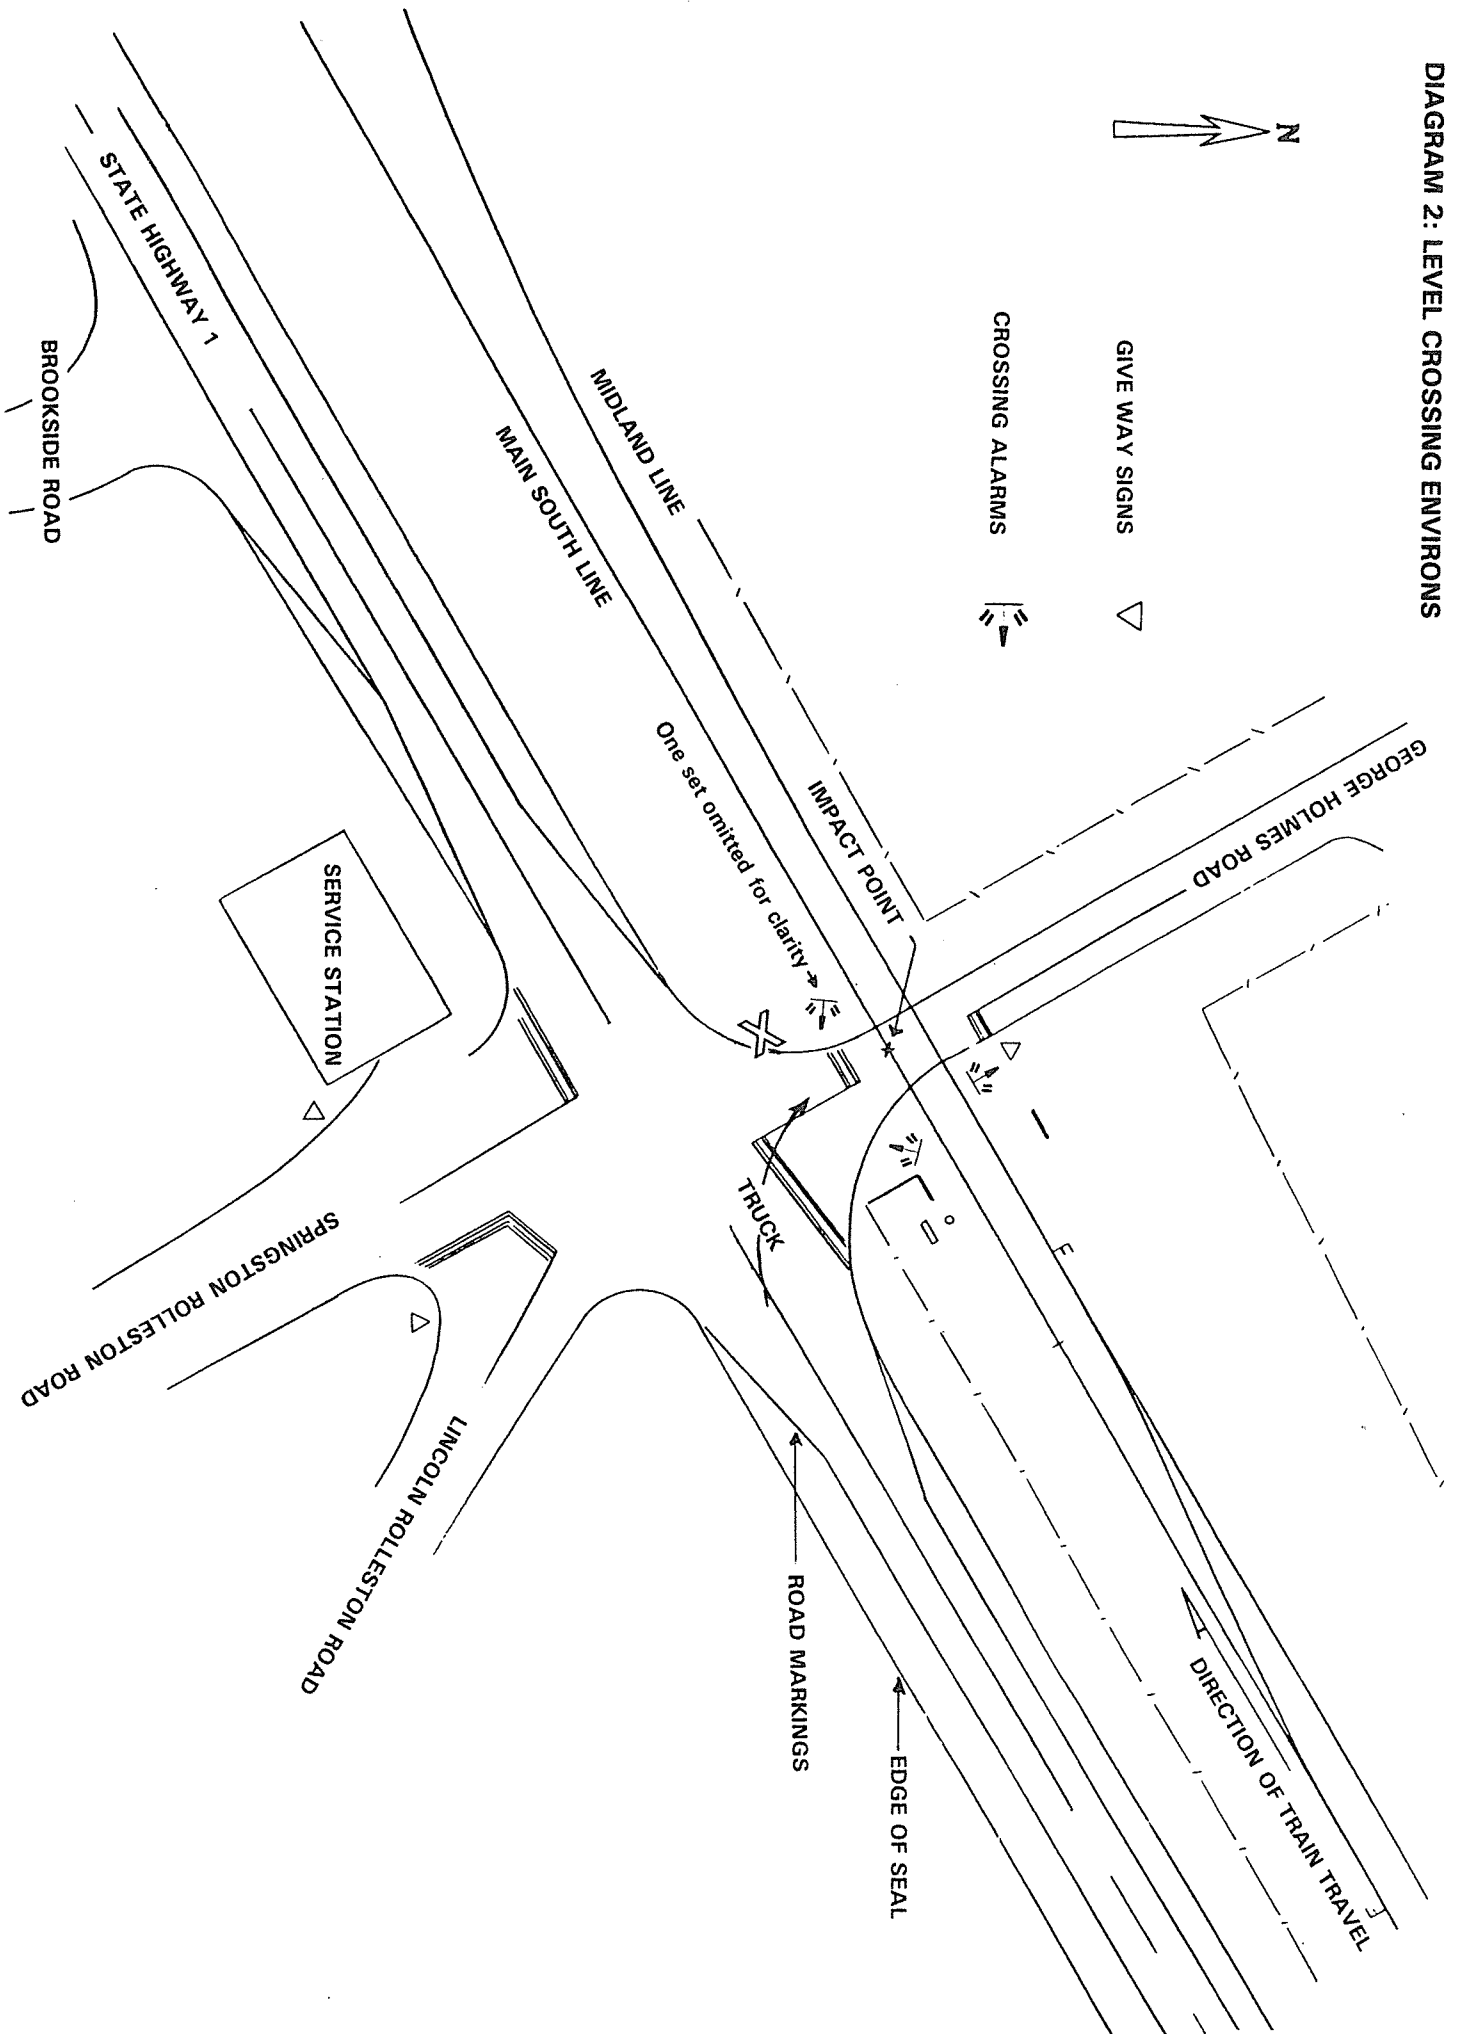 DIAGRAM 2: LEVEL CROSSING ENVIRONS
N
GIVE WAY SIGNS
CROSSING ALARMS
GEORGE HOLMES ROAD
MIDLAND LINE
MAIN SOUTH LINE
IMPACT POINT
One set omitted for clarity
STATE HIGHWAY 1
BROOKSIDE ROAD
SERVICE STATION
X
TRUCK
DIRECTION OF TRAIN TRAVEL
ROAD MARKINGS
EDGE OF SEAL
SPRINGSTON ROLLESTON ROAD
LINCOLN ROLLESTON ROAD